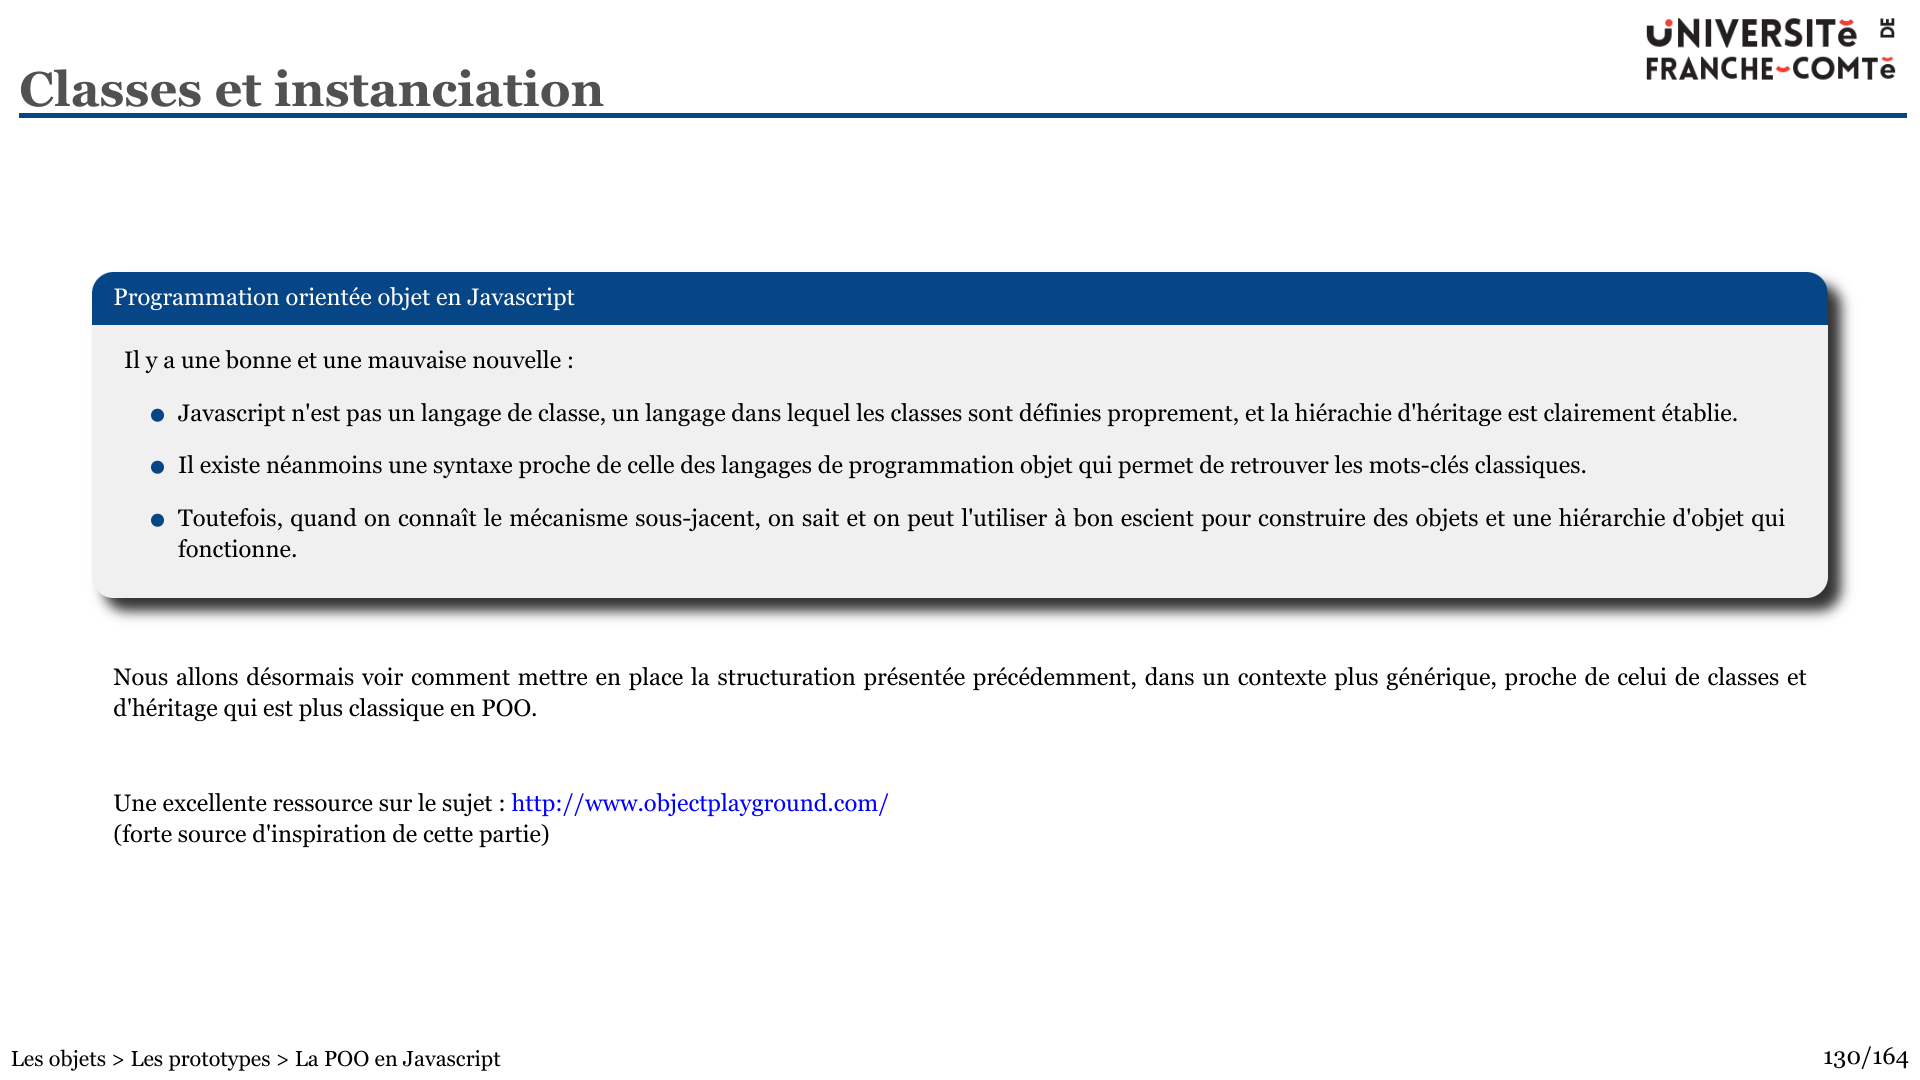 UNIVERSITĕ DE
FRANCHE-COMTĕ
Classes et instanciation
Programmation orientée objet en Javascript
Il y a une bonne et une mauvaise nouvelle :
Javascript n'est pas un langage de classe, un langage dans lequel les classes sont définies proprement, et la hiérachie d'héritage est clairement établie.
Il existe néanmoins une syntaxe proche de celle des langages de programmation objet qui permet de retrouver les mots-clés classiques.
Toutefois, quand on connaît le mécanisme sous-jacent, on sait et on peut l'utiliser à bon escient pour construire des objets et une hiérarchie d'objet qui
fonctionne.
Nous allons désormais voir comment mettre en place la structuration présentée précédemment, dans un contexte plus générique, proche de celui de classes et
d'héritage qui est plus classique en POO.
Une excellente ressource sur le sujet : http://www.objectplayground.com/
(forte source d'inspiration de cette partie)
Les objets > Les prototypes > La POO en Javascript
130/164